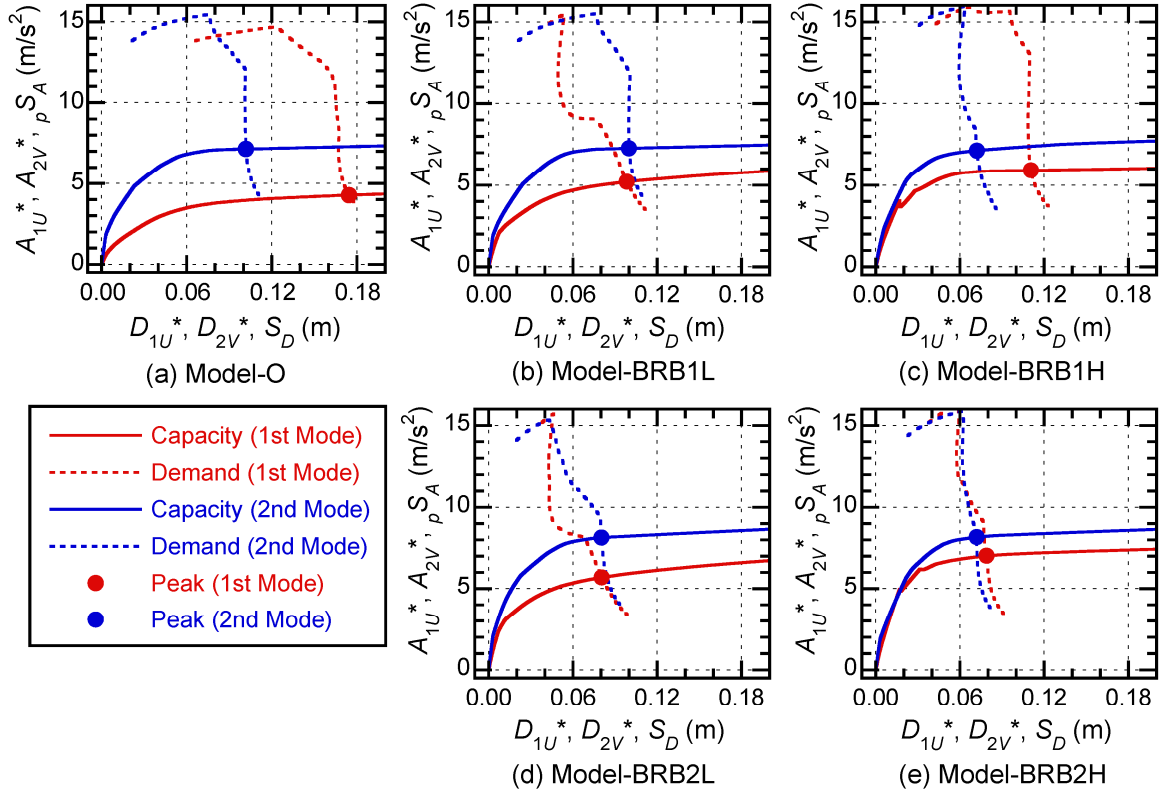 A1U*, A2V*, pSA (m/s²)
15
10
5
0
0.00 0.06 0.12 0.18
D1U*, D2V*, SD (m)
(a) Model-O
A1U*, A2V*, pSA (m/s²)
15
10
5
0
0.00 0.06 0.12 0.18
D1U*, D2V*, SD (m)
(b) Model-BRB1L
A1U*, A2V*, pSA (m/s²)
15
10
5
0
0.00 0.06 0.12 0.18
D1U*, D2V*, SD (m)
(c) Model-BRB1H
Capacity (1st Mode)
Demand (1st Mode)
Capacity (2nd Mode)
Demand (2nd Mode)
Peak (1st Mode)
Peak (2nd Mode)
A1U*, A2V*, pSA (m/s²)
15
10
5
0
0.00 0.06 0.12 0.18
D1U*, D2V*, SD (m)
(d) Model-BRB2L
A1U*, A2V*, pSA (m/s²)
15
10
5
0
0.00 0.06 0.12 0.18
D1U*, D2V*, SD (m)
(e) Model-BRB2H